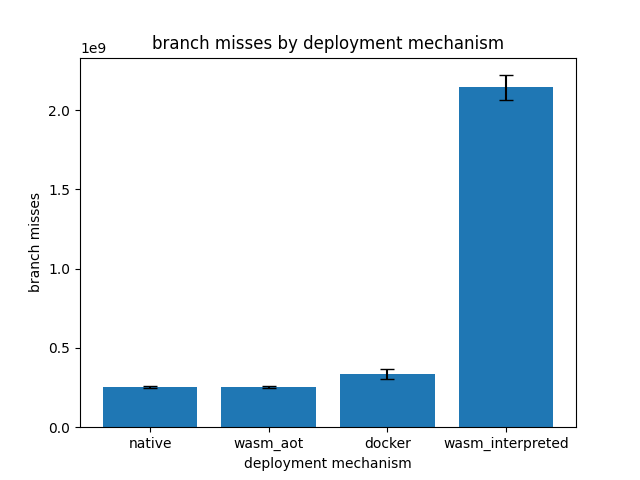 branch misses by deployment mechanism
1e9
2.0
1.5
1.0
0.5
0.0
branch misses
native wasm_aot docker wasm_interpreted
deployment mechanism